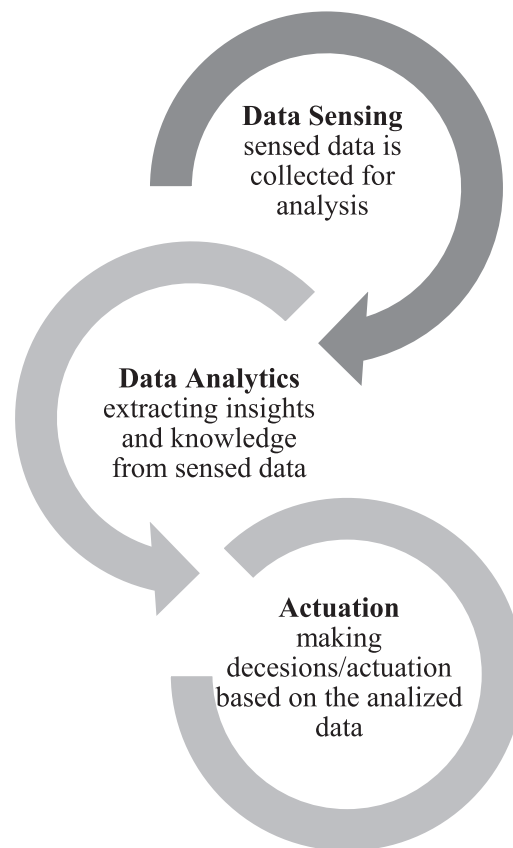 Data Sensing
sensed data is
collected for
analysis
Data Analytics
extracting insights
and knowledge
from sensed data
Actuation
making
decesions/actuation
based on the analized
data